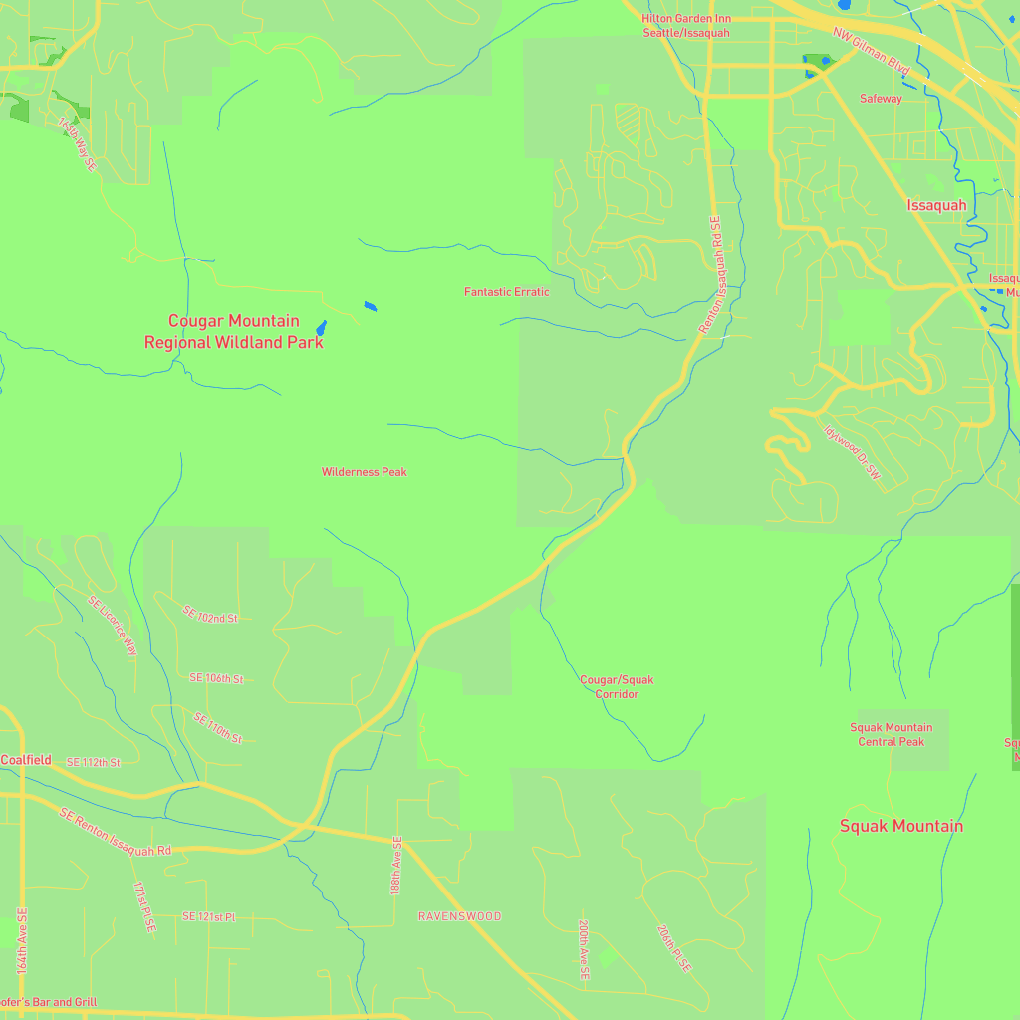 Hilton Garden Inn
Seattle/Issaquah
NW Gilman Blvd
Safeway
168th Way SE
Issaquah
Renton Issaquah Rd SE
Fantastic Erratic
Cougar Mountain
Regional Wildland Park
Idylwood Dr SW
Wilderness Peak
SE Licorice Way
SE 102nd St
SE 106th St
Cougar/Squak
Corridor
SE 110th St
Squak Mountain
Central Peak
Coalfield
SE 112th St
SE Renton Issaquah Rd
Squak Mountain
188th Ave SE
171st Pl SE
SE 121st Pl
RAVENSWOOD
164th Ave SE
200th Ave SE
206th Pl SE
ofer's Bar and Grill